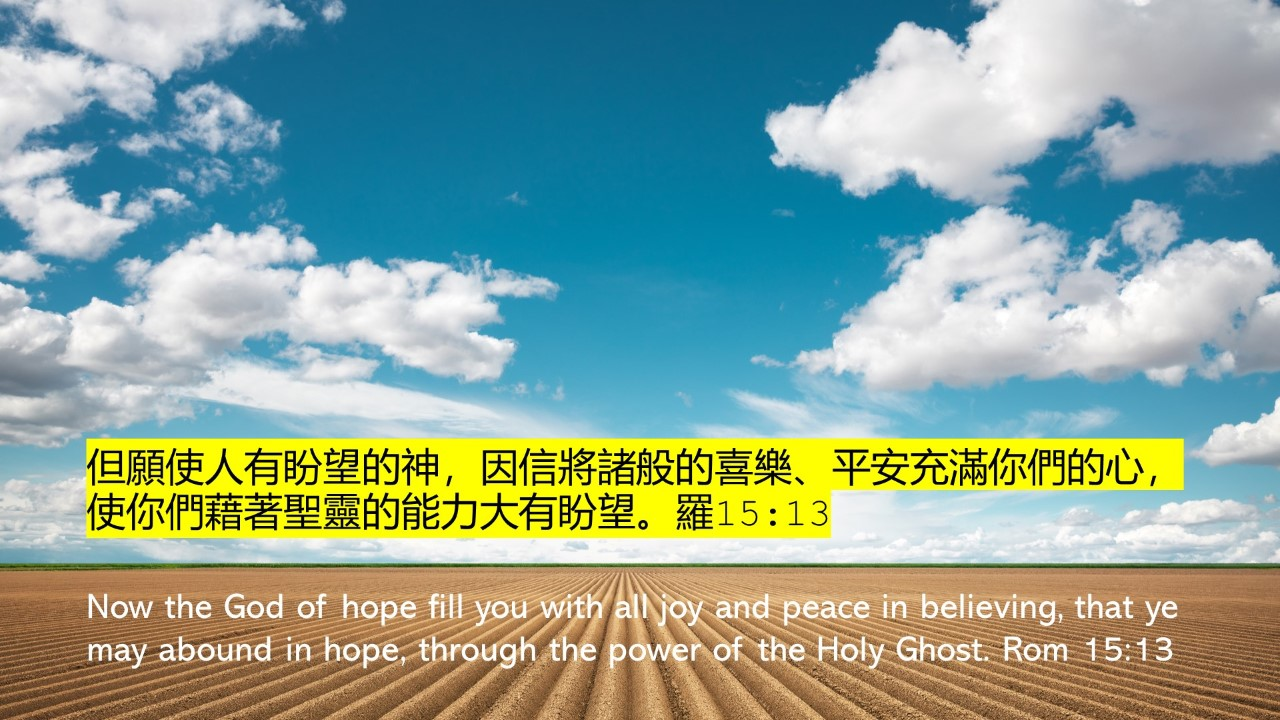 但願使人有盼望的神，因信將諸般的喜樂、平安充滿你們的心，
使你們藉著聖靈的能力大有盼望。羅15:13
Now the God of hope fill you with all joy and peace in believing, that ye
may abound in hope, through the power of the Holy Ghost. Rom 15:13